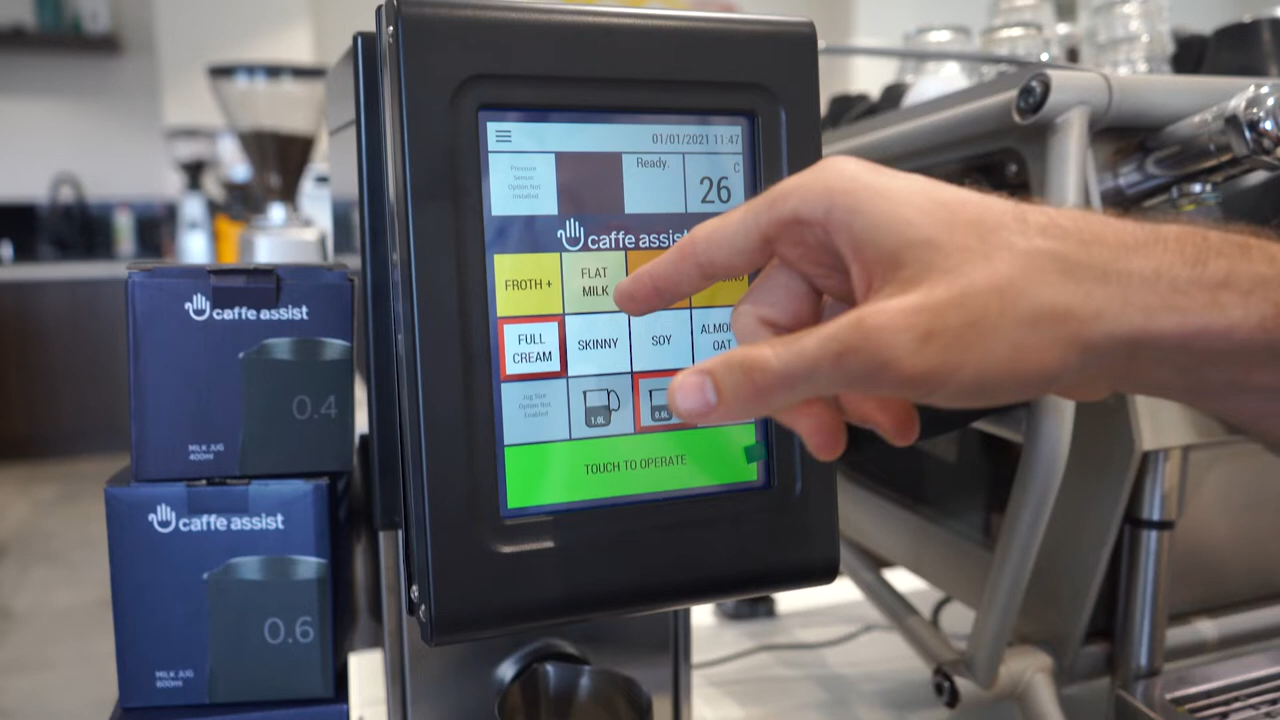 01/01/2021 11:47
Pressure
Sensor
Option Not
Installed
Ready.
26
C
caffe assist
FROTH +
FLAT
MILK
FULL
CREAM
SKINNY
SOY
OAT
Jug Size
Option Not
Enabled
1.0L
0.6L
TOUCH TO OPERATE
caffe assist
0.4
MILK JUG
400ml
caffe assist
0.6
MILK JUG
600ml